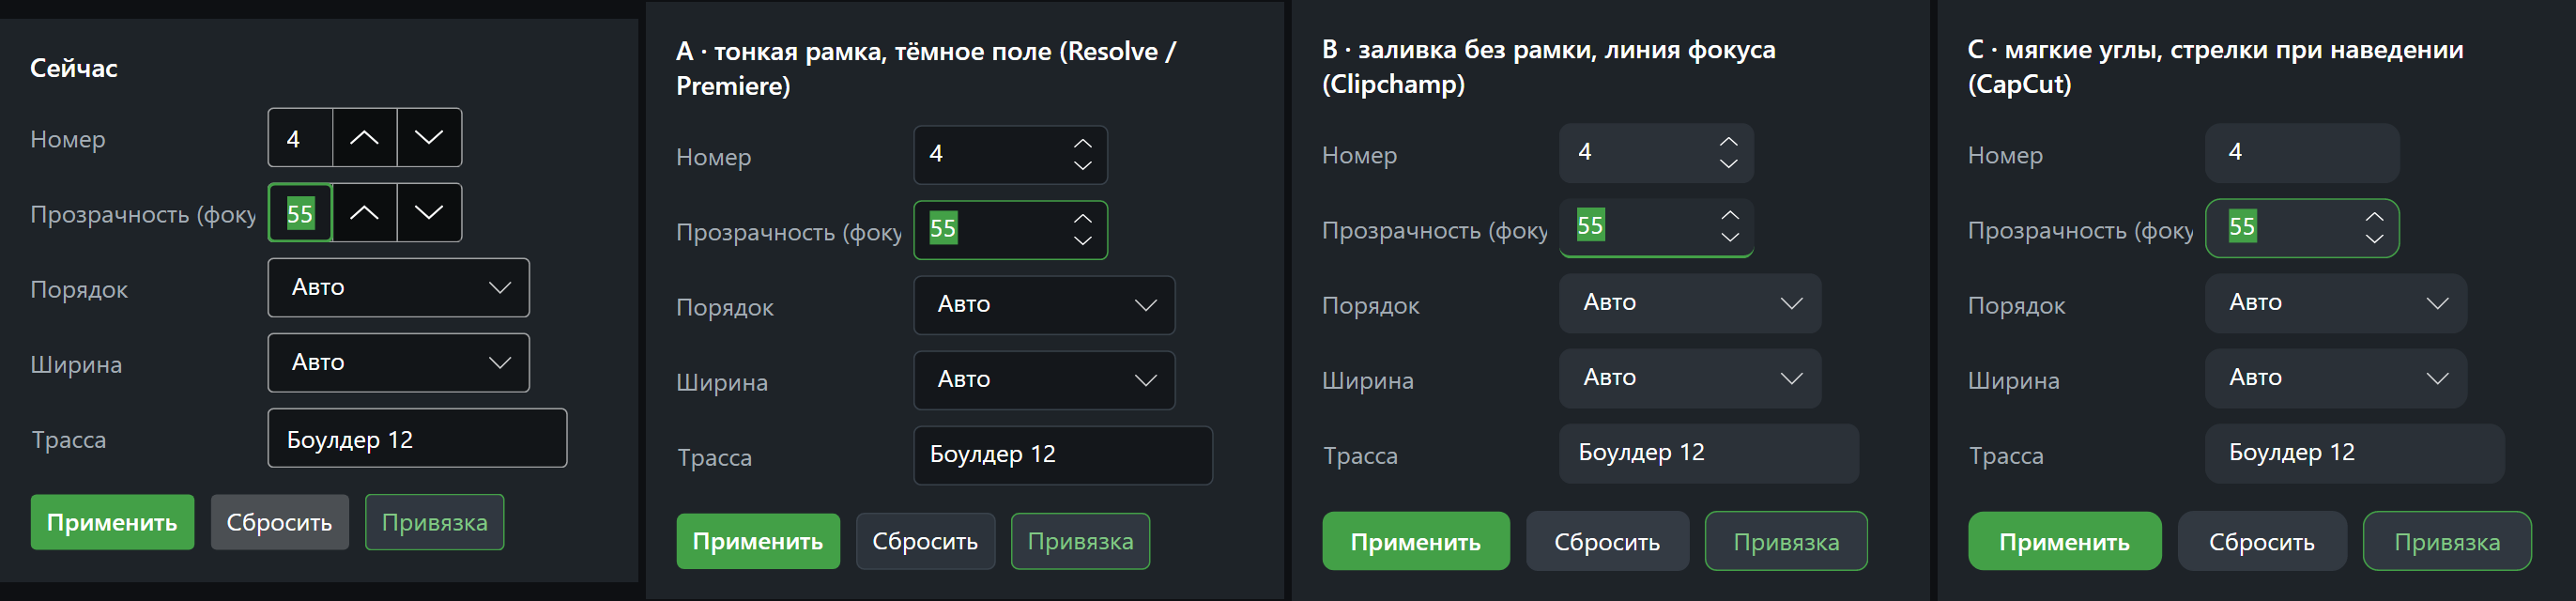 Сейчас
Номер 4
Прозрачность (фоку 55
Порядок Авто
Ширина Авто
Трасса Боулдер 12
Применить Сбросить Привязка
A · тонкая рамка, тёмное поле (Resolve /
Premiere)
Номер 4
Прозрачность (фоку 55
Порядок Авто
Ширина Авто
Трасса Боулдер 12
Применить Сбросить Привязка
B · заливка без рамки, линия фокуса
(Clipchamp)
Номер 4
Прозрачность (фоку 55
Порядок Авто
Ширина Авто
Трасса Боулдер 12
Применить Сбросить Привязка
C · мягкие углы, стрелки при наведении
(CapCut)
Номер 4
Прозрачность (фоку 55
Порядок Авто
Ширина Авто
Трасса Боулдер 12
Применить Сбросить Привязка